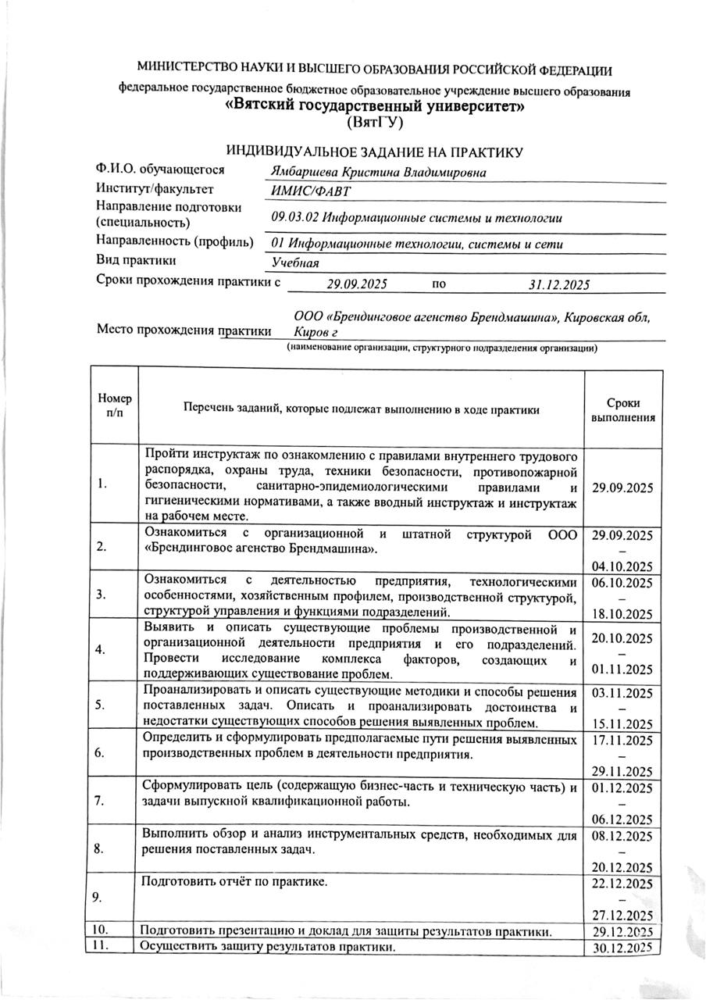 МИНИСТЕРСТВО НАУКИ И ВЫСШЕГО ОБРАЗОВАНИЯ РОССИЙСКОЙ ФЕДЕРАЦИИ
федеральное государственное бюджетное образовательное учреждение высшего образования
«Вятский государственный университет»
(ВятГУ)
ИНДИВИДУАЛЬНОЕ ЗАДАНИЕ НА ПРАКТИКУ
Ф.И.О. обучающегося Ямбаршева Кристина Владимировна
Институт/факультет ИМИС/ФАВТ
Направление подготовки
(специальность) 09.03.02 Информационные системы и технологии
Направленность (профиль) 01 Информационные технологии, системы и сети
Вид практики Учебная
Сроки прохождения практики с 29.09.2025 по 31.12.2025
ООО «Брендинговое агенство Брендмашина», Кировская обл,
Место прохождения практики Киров г
(наименование организации, структурного подразделения организации)
Номер
п/п
Перечень заданий, которые подлежат выполнению в ходе практики
Сроки
выполнения
1.
Пройти инструктаж по ознакомлению с правилами внутреннего трудового
распорядка, охраны труда, техники безопасности, противопожарной
безопасности, санитарно-эпидемиологическими правилами и
гигиеническими нормативами, а также вводный инструктаж и инструктаж
на рабочем месте.
29.09.2025
2.
Ознакомиться с организационной и штатной структурой ООО
«Брендинговое агенство Брендмашина».
29.09.2025
–
04.10.2025
3.
Ознакомиться с деятельностью предприятия, технологическими
особенностями, хозяйственным профилем, производственной структурой,
структурой управления и функциями подразделений.
06.10.2025
–
18.10.2025
4.
Выявить и описать существующие проблемы производственной и
организационной деятельности предприятия и его подразделений.
Провести исследование комплекса факторов, создающих и
поддерживающих существование проблем.
20.10.2025
–
01.11.2025
5.
Проанализировать и описать существующие методики и способы решения
поставленных задач. Описать и проанализировать достоинства и
недостатки существующих способов решения выявленных проблем.
03.11.2025
–
15.11.2025
6.
Определить и сформулировать предполагаемые пути решения выявленных
производственных проблем в деятельности предприятия.
17.11.2025
–
29.11.2025
7.
Сформулировать цель (содержащую бизнес-часть и техническую часть) и
задачи выпускной квалификационной работы.
01.12.2025
–
06.12.2025
8.
Выполнить обзор и анализ инструментальных средств, необходимых для
решения поставленных задач.
08.12.2025
–
20.12.2025
9.
Подготовить отчёт по практике.
22.12.2025
–
27.12.2025
10.
Подготовить презентацию и доклад для защиты результатов практики.
29.12.2025
11.
Осуществить защиту результатов практики.
30.12.2025